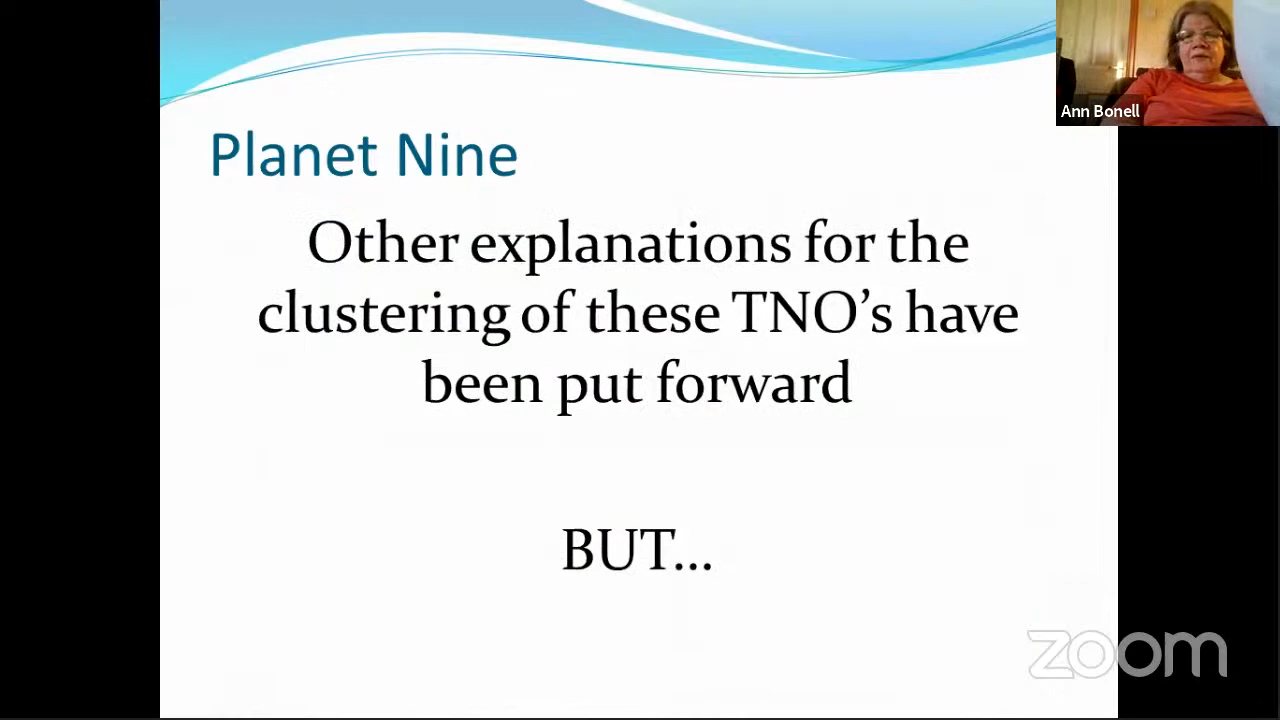 Ann Bonell
Planet Nine
Other explanations for the
clustering of these TNO’s have
been put forward
BUT...
zoom